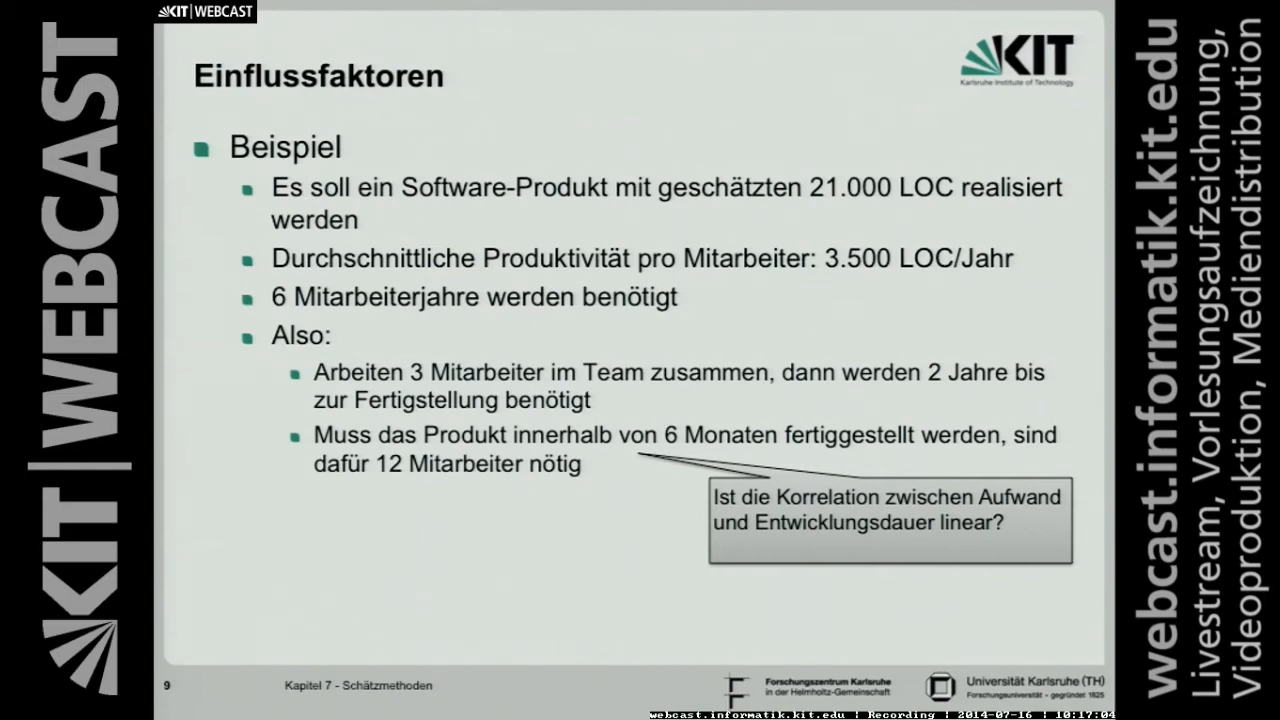 KIT | WEBCAST
KIT | WEBCAST
Einflussfaktoren
KIT
Karlsruhe Institute of Technology
Beispiel
Es soll ein Software-Produkt mit geschätzten 21.000 LOC realisiert
werden
Durchschnittliche Produktivität pro Mitarbeiter: 3.500 LOC/Jahr
6 Mitarbeiterjahre werden benötigt
Also:
Arbeiten 3 Mitarbeiter im Team zusammen, dann werden 2 Jahre bis
zur Fertigstellung benötigt
Muss das Produkt innerhalb von 6 Monaten fertiggestellt werden, sind
dafür 12 Mitarbeiter nötig
Ist die Korrelation zwischen Aufwand
und Entwicklungsdauer linear?
9
Kapitel 7 - Schätzmethoden
Forschungszentrum Karlsruhe
in der Helmholtz-Gemeinschaft
Universität Karlsruhe (TH)
Forschungsuniversität - gegründet 1825
webcast.informatik.kit.edu | Recording | 2014-07-16 | 10:17:04
webcast.informatik.kit.edu
Livestream, Vorlesungsaufzeichnung,
Videoproduktion, Mediendistribution